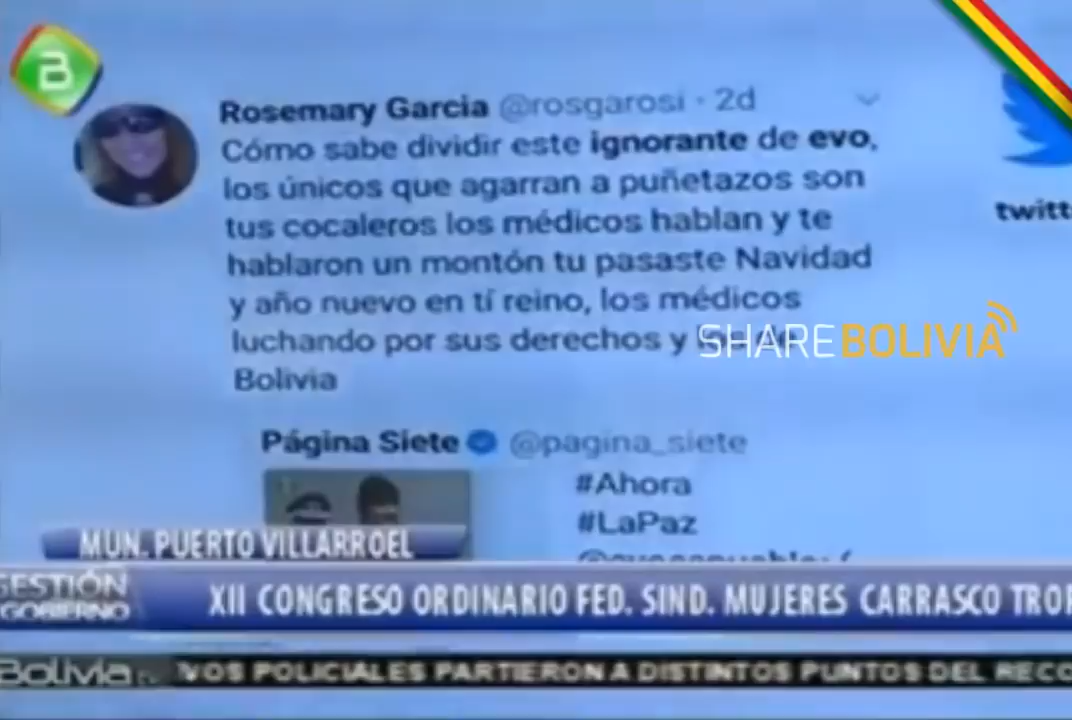 B
Rosemary Garcia @rosgarosi · 2d
Cómo sabe dividir este ignorante de evo,
los únicos que agarran a puñetazos son
tus cocaleros los médicos hablan y te
hablaron un montón tu pasaste Navidad
y año nuevo en tí reino, los médicos
luchando por sus derechos y los de
Bolivia
twitt
SHAREBOLIVIA
Página Siete @pagina_siete
#Ahora
#LaPaz
MUN. PUERTO VILLARROEL
GESTIÓN
GOBIERNO
XII CONGRESO ORDINARIO FED. SIND. MUJERES CARRASCO TROP
Bolivia tv
VOS POLICIALES PARTIERON A DISTINTOS PUNTOS DEL RECO